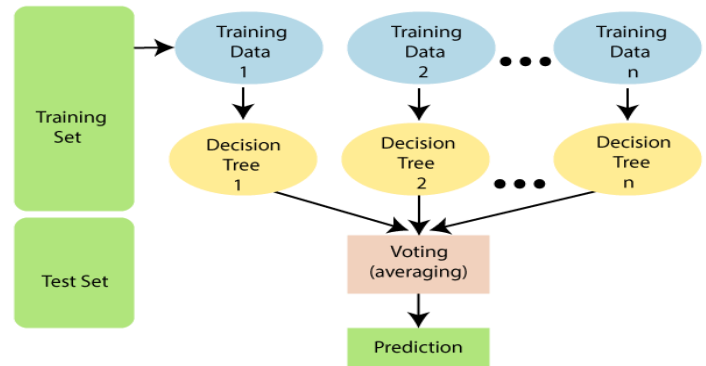 Training
Set
Training
Data
1
Training
Data
2
Training
Data
n
Decision
Tree
1
Decision
Tree
2
Decision
Tree
n
Test Set
Voting
(averaging)
Prediction